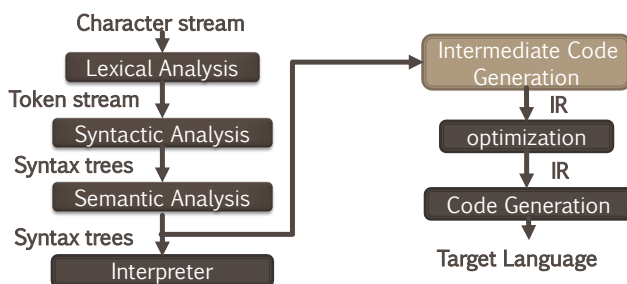 Character stream
Lexical Analysis
Token stream
Syntactic Analysis
Syntax trees
Semantic Analysis
Syntax trees
Interpreter
Intermediate Code
Generation
IR
optimization
IR
Code Generation
Target Language